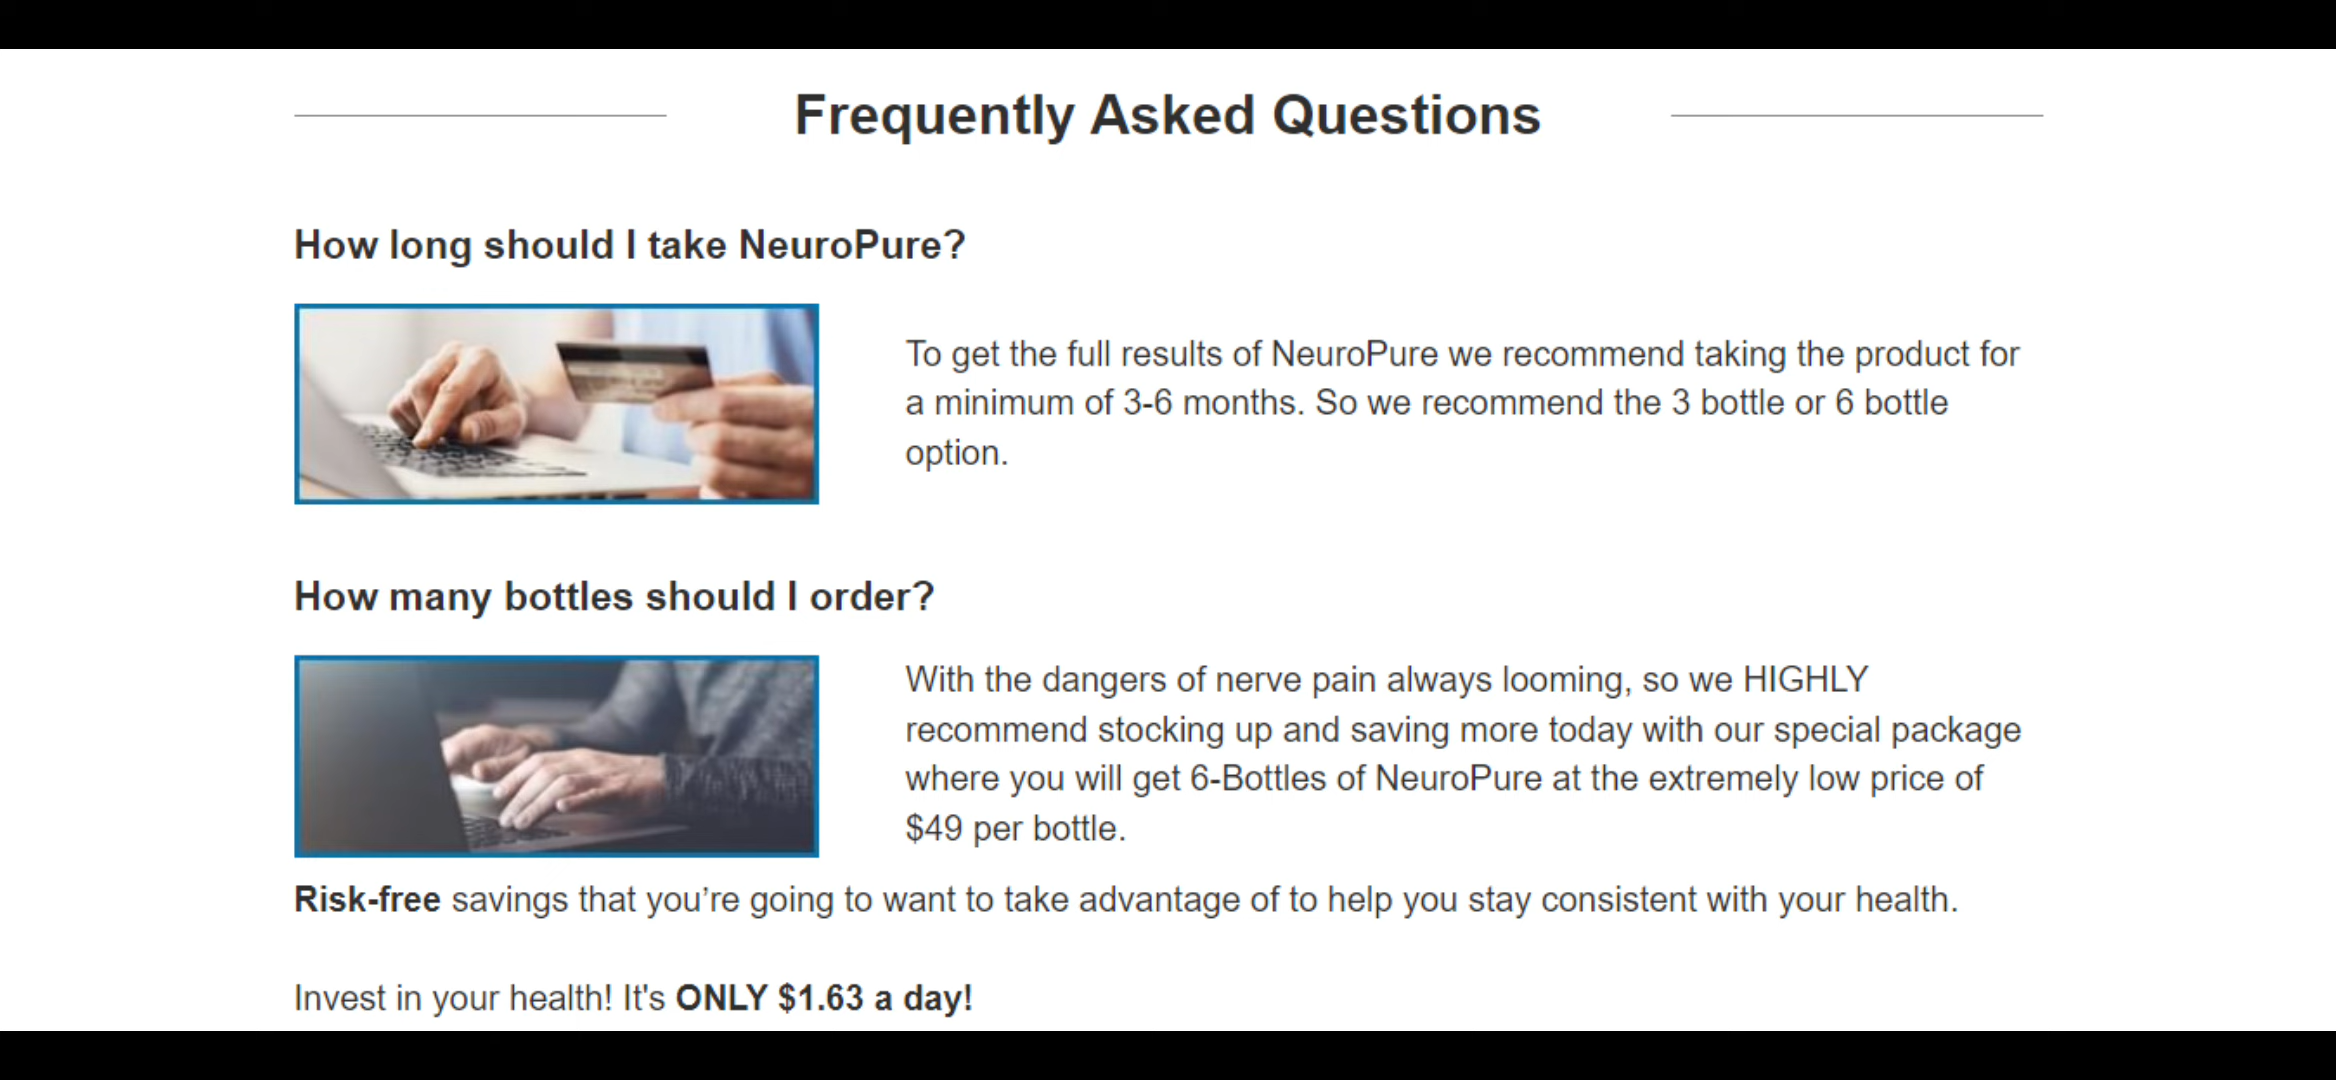 Frequently Asked Questions
How long should I take NeuroPure?
To get the full results of NeuroPure we recommend taking the product for
a minimum of 3-6 months. So we recommend the 3 bottle or 6 bottle
option.
How many bottles should I order?
With the dangers of nerve pain always looming, so we HIGHLY
recommend stocking up and saving more today with our special package
where you will get 6-Bottles of NeuroPure at the extremely low price of
$49 per bottle.
Risk-free savings that you’re going to want to take advantage of to help you stay consistent with your health.
Invest in your health! It's ONLY $1.63 a day!